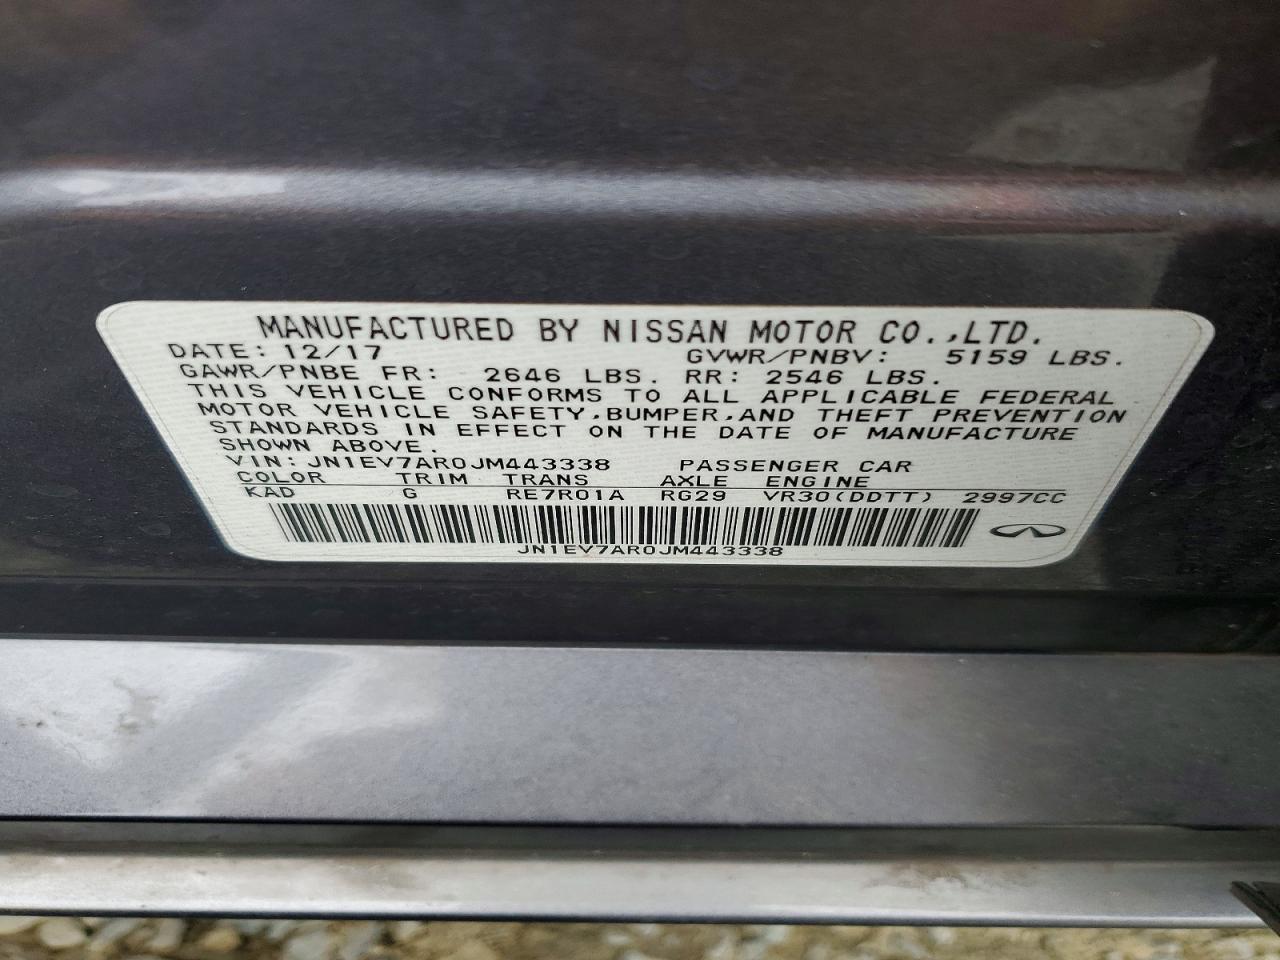 MANUFACTURED BY NISSAN MOTOR CO.,LTD.
DATE: 12/17 GVWR/PNBV: 5159 LBS.
GAWR/PNBE FR: 2646 LBS. RR: 2546 LBS.
THIS VEHICLE CONFORMS TO ALL APPLICABLE FEDERAL
MOTOR VEHICLE SAFETY,BUMPER,AND THEFT PREVENTION
STANDARDS IN EFFECT ON THE DATE OF MANUFACTURE
SHOWN ABOVE.
VIN: JN1EV7AR0JM443338 PASSENGER CAR
COLOR TRIM TRANS AXLE ENGINE
KAD G RE7R01A RG29 VR30(DDTT) 2997CC
JN1EV7AR0JM443338